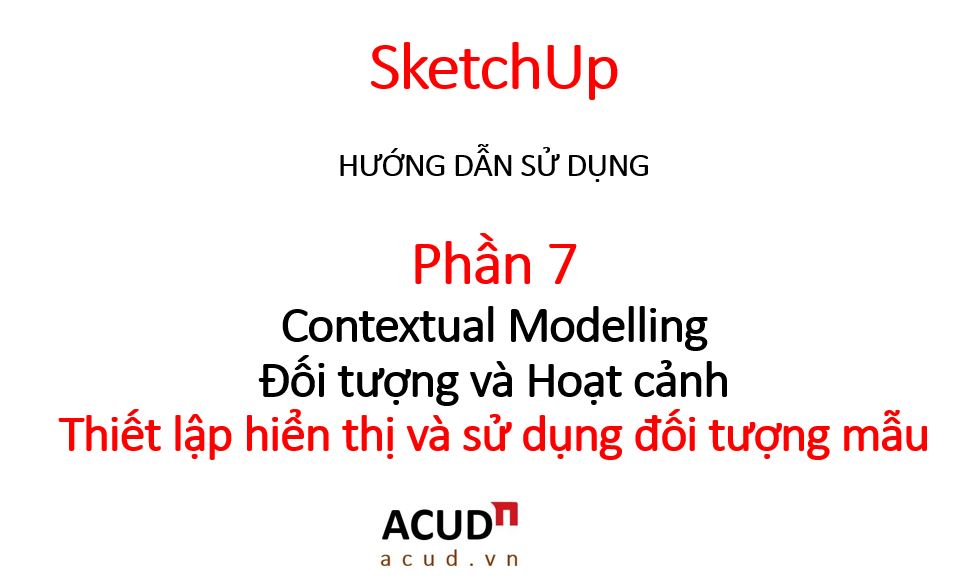 SketchUp
HƯỚNG DẪN SỬ DỤNG
Phần 7
Contextual Modelling
Đối tượng và Hoạt cảnh
Thiết lập hiển thị và sử dụng đối tượng mẫu
ACUD
acud.vn